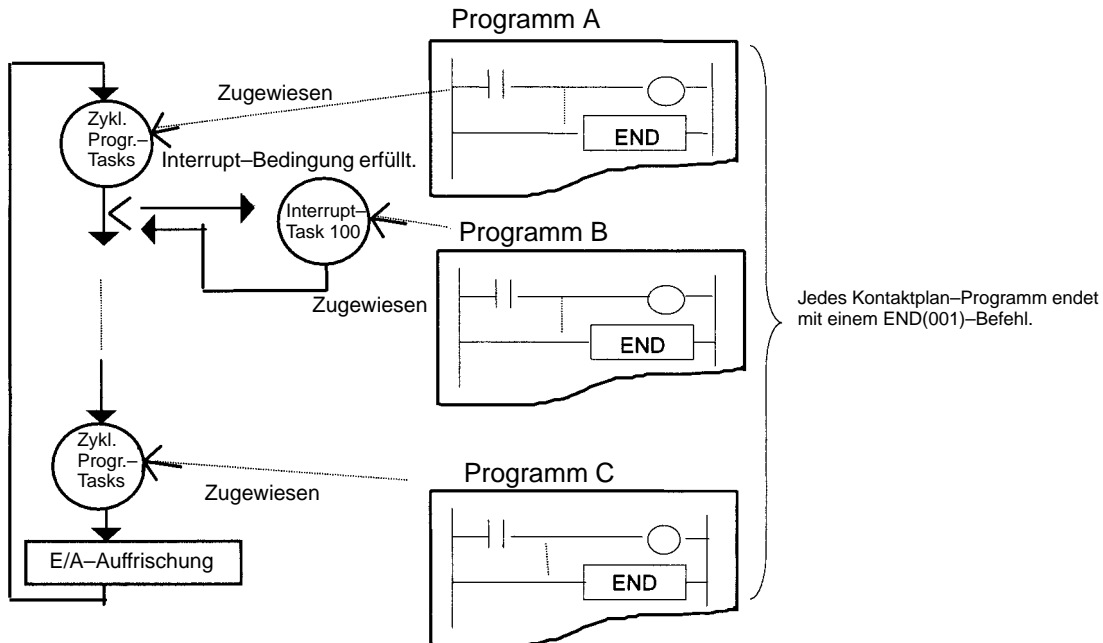 Programm A
Zugewiesen
Zykl.
Progr.–
Tasks
END
Interrupt–Bedingung erfüllt.
Interrupt–
Task 100
Programm B
Zugewiesen
END
Jedes Kontaktplan–Programm endet
mit einem END(001)–Befehl.
Zykl.
Progr.–
Tasks
Programm C
Zugewiesen
E/A–Auffrischung
END